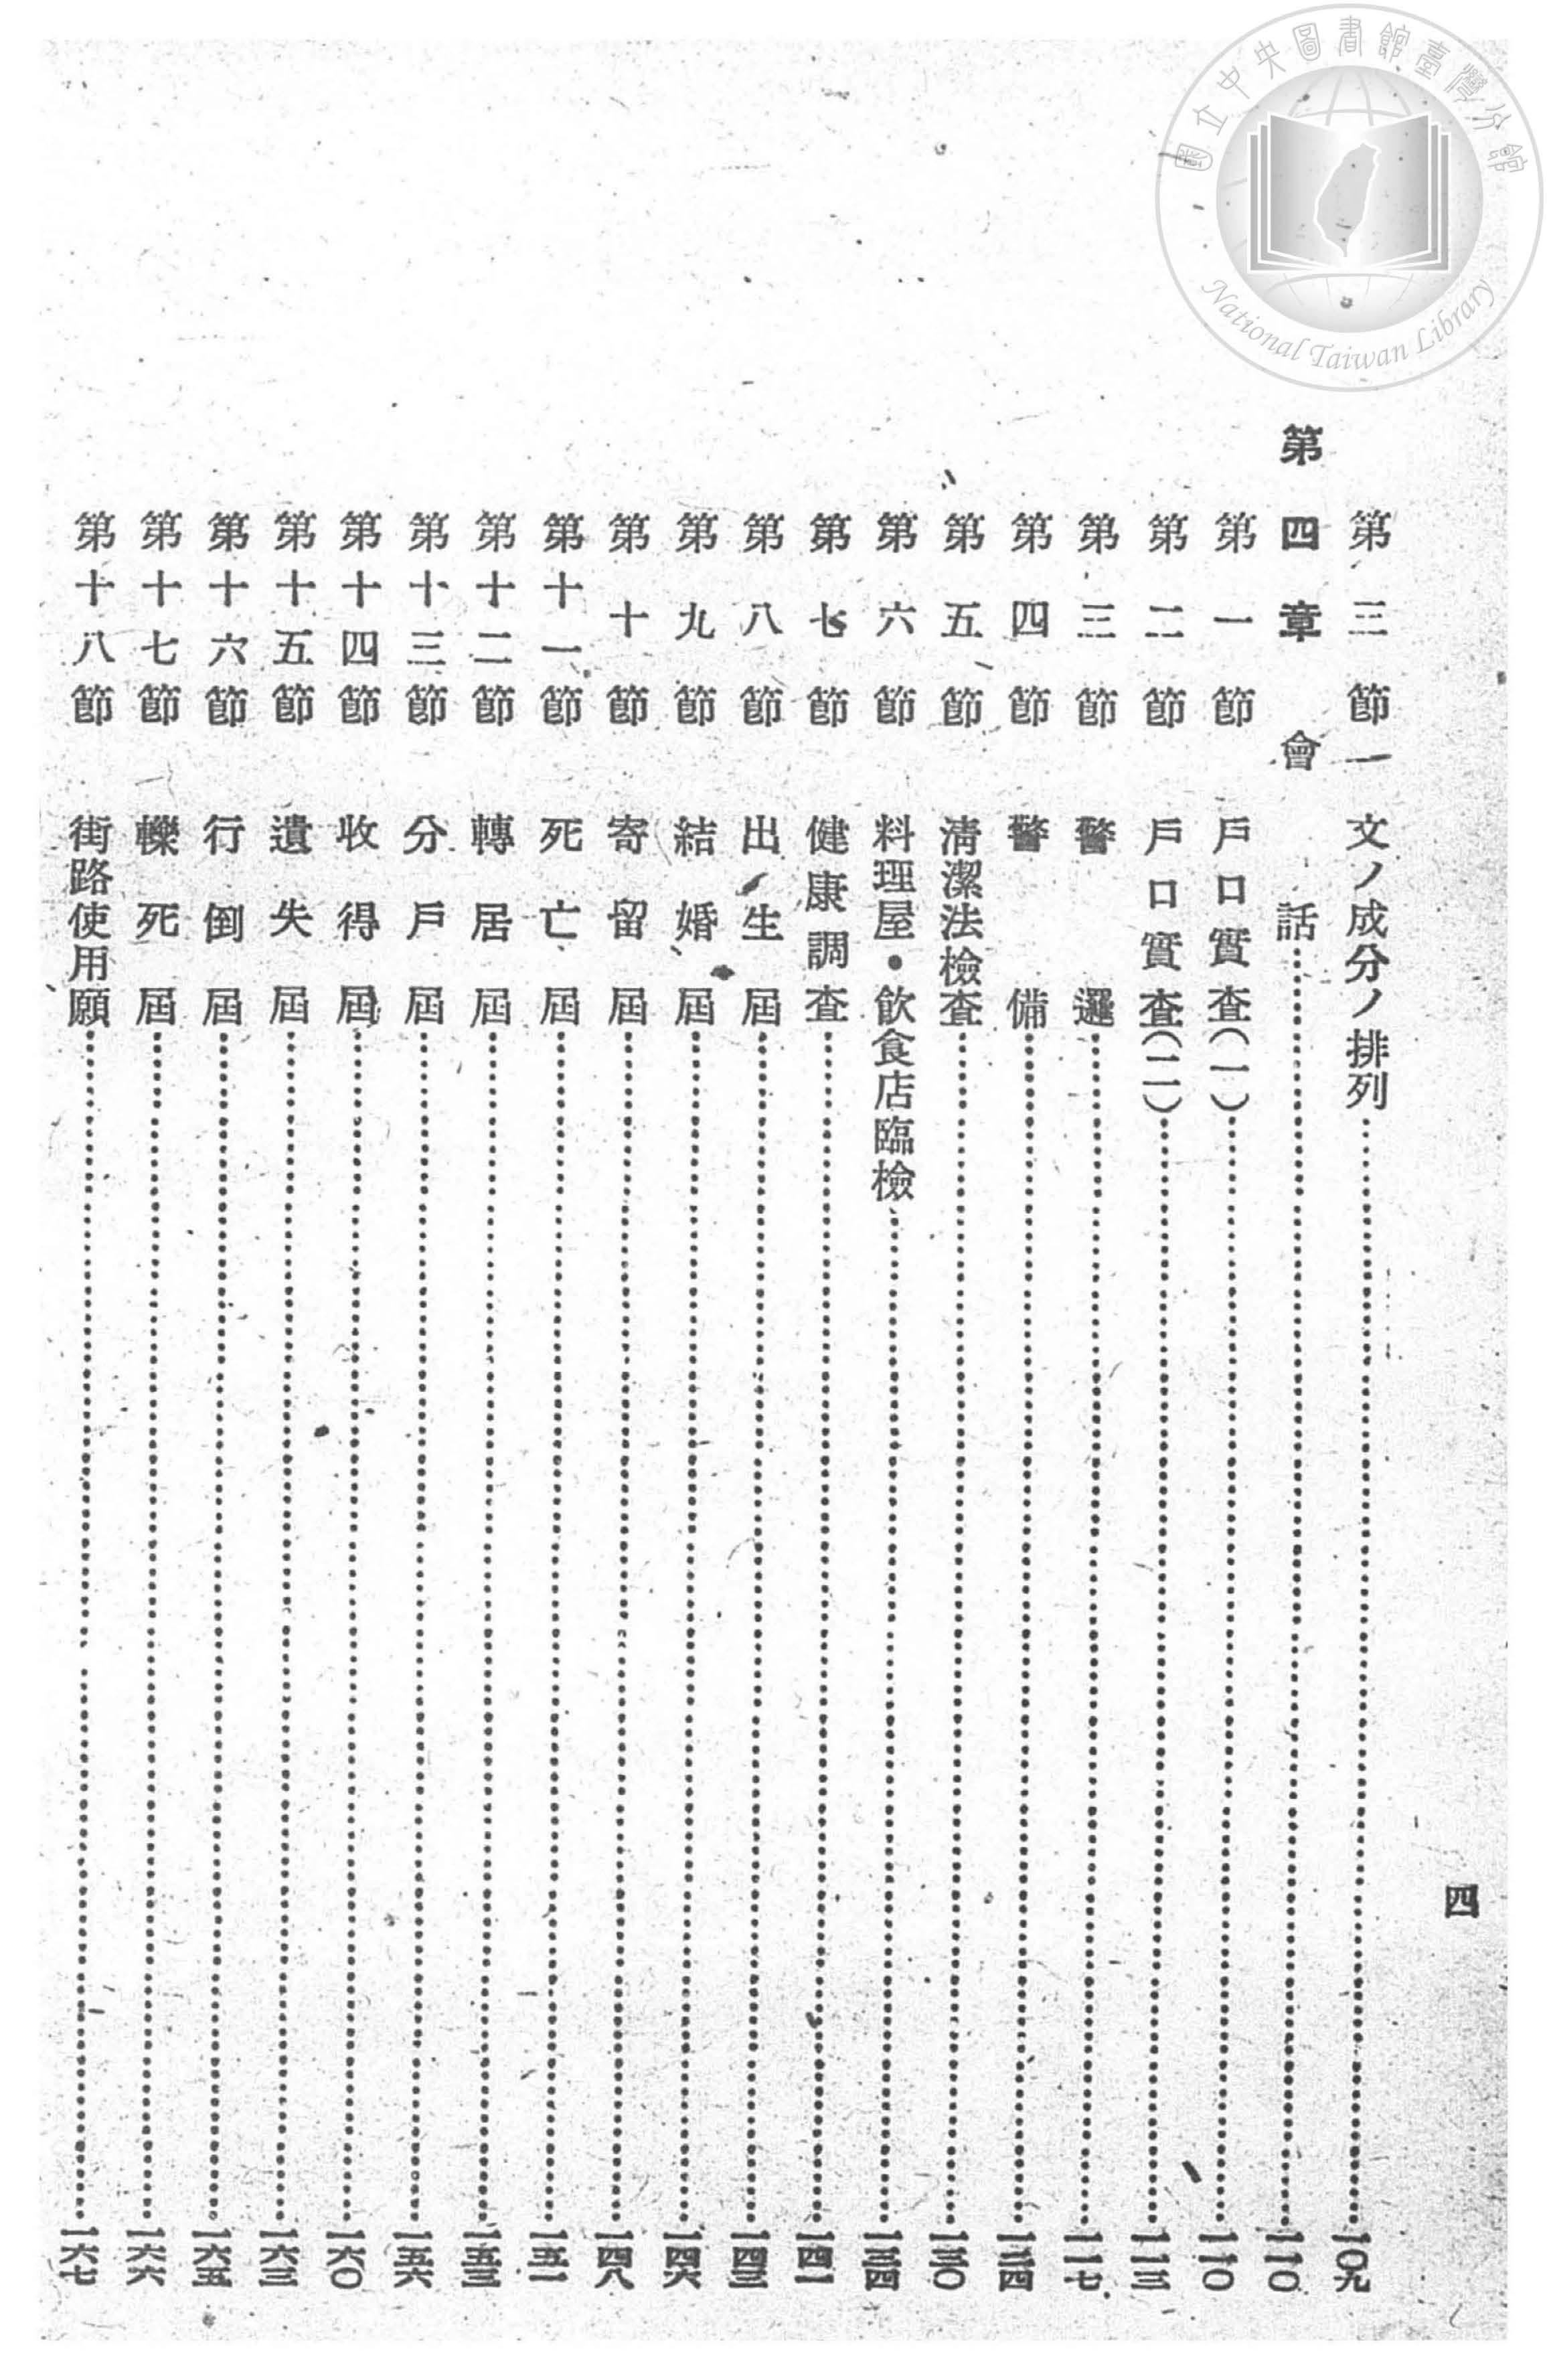 國立中央圖書館臺灣分館
National Taiwan Library
四
第三節 文ノ成分ノ排列……一〇九
第四章 會話……一一〇
第一節 戶口實查(一)……一一〇
第二節 戶口實查(二)……一一三
第三節 警邏……一一七
第四節 警備……一二四
第五節 淸潔法檢查……一三〇
第六節 料理屋・飮食店臨檢……一三四
第七節 健康調查……一四一
第八節 出生屆……一四三
第九節 結婚屆……一四六
第十節 寄留屆……一四八
第十一節 死亡屆……一五一
第十二節 轉居屆……一五三
第十三節 分戶屆……一五六
第十四節 收得屆……一六〇
第十五節 遺失屆……一六三
第十六節 行倒屆……一六五
第十七節 轢死屆……一六六
第十八節 街路使用願……一六七